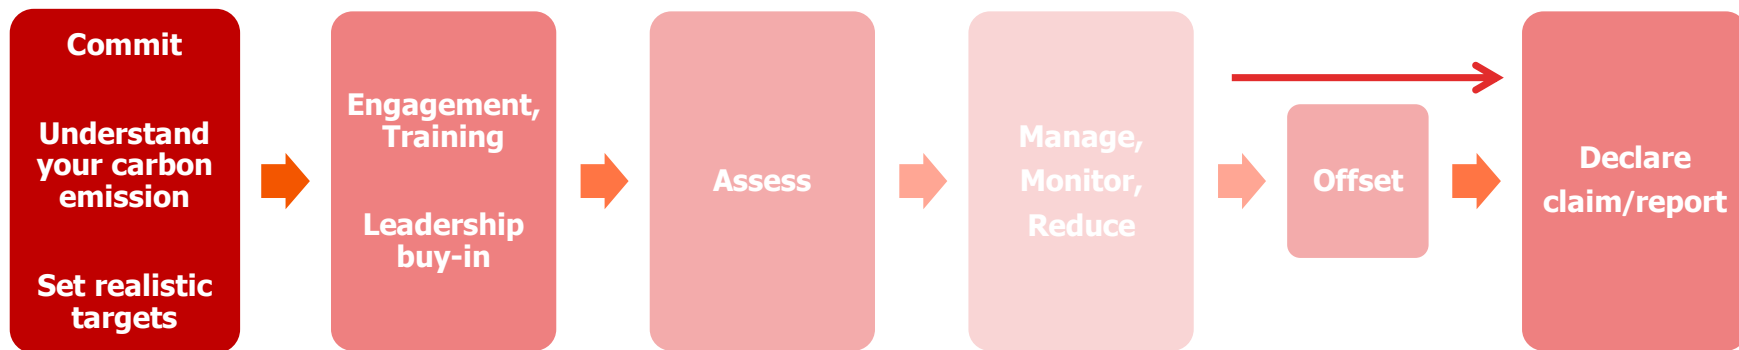 Commit
Understand
your carbon
emission
Set realistic
targets
Engagement,
Training
Leadership
buy-in
Assess
Manage,
Monitor,
Reduce
Offset
Declare
claim/report